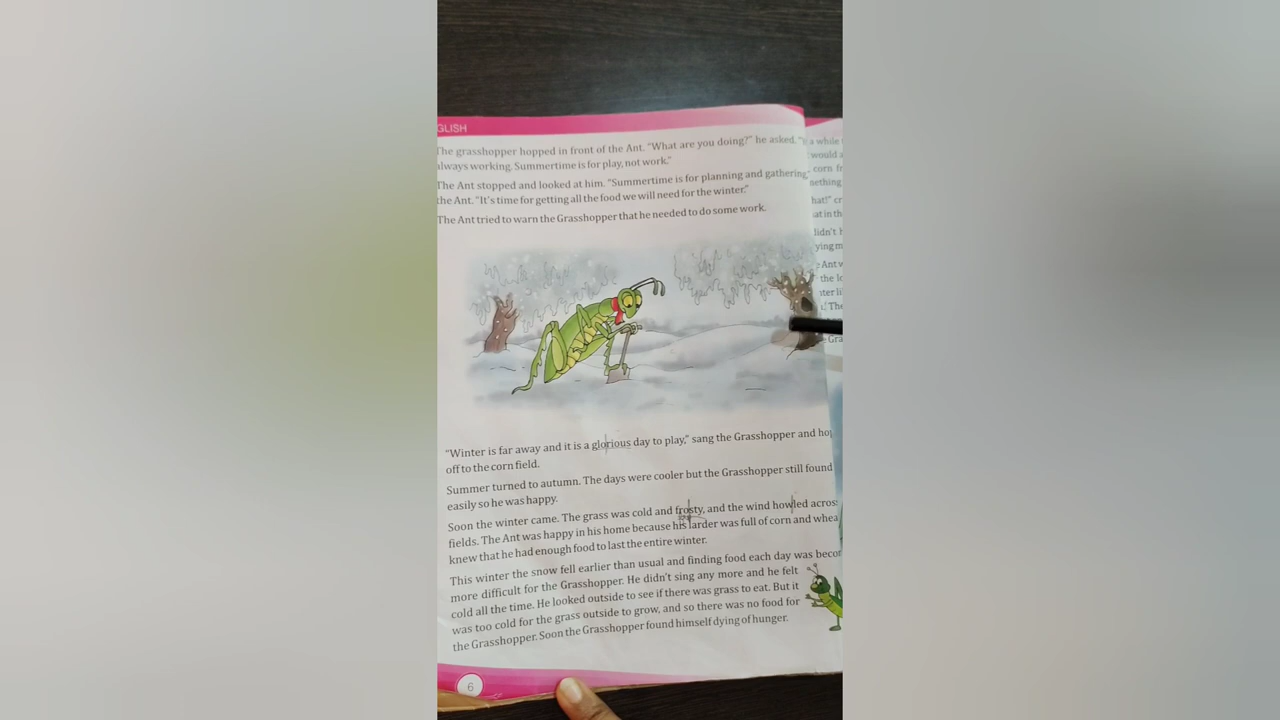 GLISH
The grasshopper hopped in front of the Ant. "What are you doing?" he asked.
always working. Summertime is for play, not work."
The Ant stopped and looked at him. "Summertime is for planning and gathering,"
the Ant. "It's time for getting all the food we will need for the winter."
The Ant tried to warn the Grasshopper that he needed to do some work.
"Winter is far away and it is a glorious day to play," sang the Grasshopper and
off to the corn field.
Summer turned to autumn. The days were cooler but the Grasshopper still found
easily so he was happy.
Soon the winter came. The grass was cold and frosty, and the wind howled
fields. The Ant was happy in his home because his larder was full of corn and
knew that he had enough food to last the entire winter.
This winter the snow fell earlier than usual and finding food each day was
more difficult for the Grasshopper. He didn't sing any more and he felt
cold all the time. He looked outside to see if there was grass to eat. But it
was too cold for the grass outside to grow, and so there was no food for
the Grasshopper. Soon the Grasshopper found himself dying of hunger.
6
a while
would a
corn
hat!"
at in th
Ant
the
The